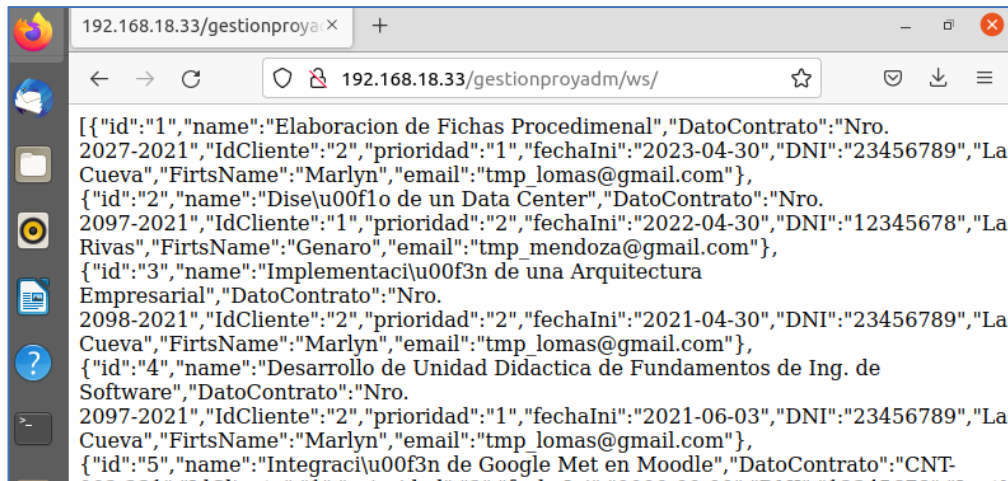 192.168.18.33/gestionproyad
192.168.18.33/gestionproyadm/ws/
[{"id":"1","name":"Elaboracion de Fichas Procedimenal","DatoContrato":"Nro.
2027-2021","IdCliente":"2","prioridad":"1","fechaIni":"2023-04-30","DNI":"23456789","La
Cueva","FirtsName":"Marlyn","email":"tmp_lomas@gmail.com"},
{"id":"2","name":"Dise\u00f1o de un Data Center","DatoContrato":"Nro.
2097-2021","IdCliente":"1","prioridad":"2","fechaIni":"2022-04-30","DNI":"12345678","La
Rivas","FirtsName":"Genaro","email":"tmp_mendoza@gmail.com"},
{"id":"3","name":"Implementaci\u00f3n de una Arquitectura
Empresarial","DatoContrato":"Nro.
2098-2021","IdCliente":"2","prioridad":"2","fechaIni":"2021-04-30","DNI":"23456789","La
Cueva","FirtsName":"Marlyn","email":"tmp_lomas@gmail.com"},
{"id":"4","name":"Desarrollo de Unidad Didactica de Fundamentos de Ing. de
Software","DatoContrato":"Nro.
2097-2021","IdCliente":"2","prioridad":"1","fechaIni":"2021-06-03","DNI":"23456789","La
Cueva","FirtsName":"Marlyn","email":"tmp_lomas@gmail.com"},
{"id":"5","name":"Integraci\u00f3n de Google Met en Moodle","DatoContrato":"CNT-